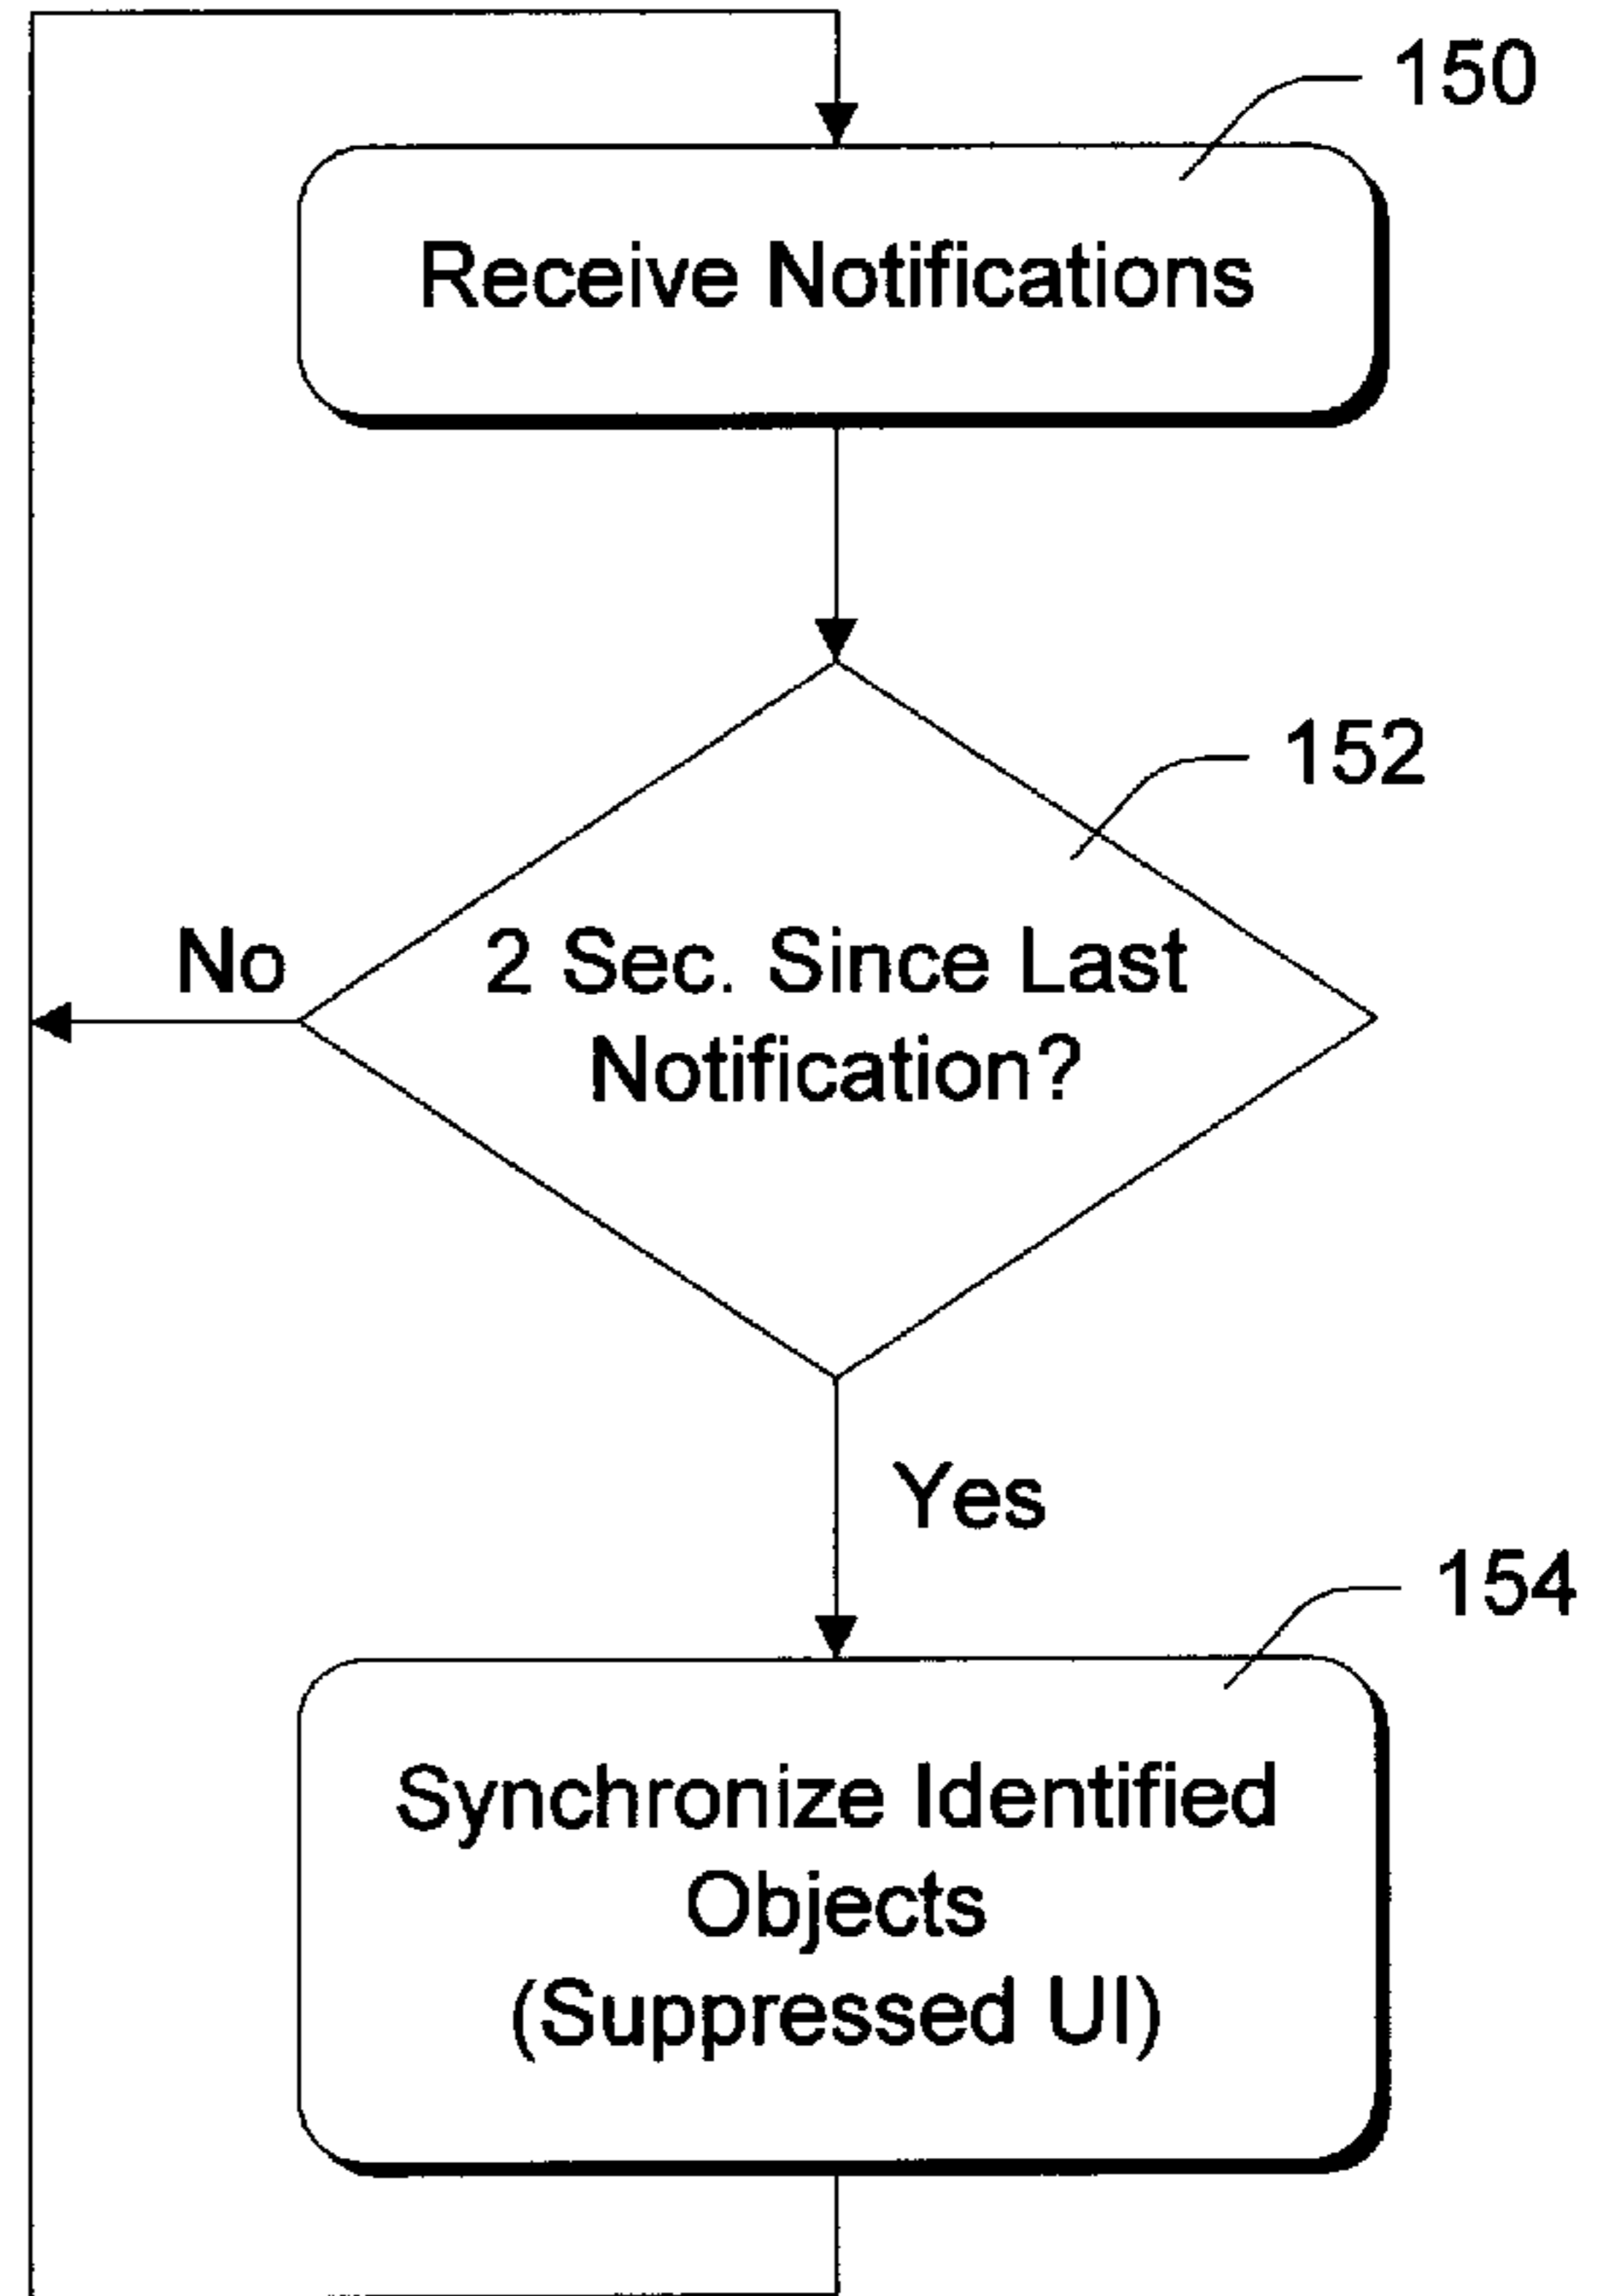 150
Receive Notifications
152
No
2 Sec. Since Last
Notification?
Yes
154
Synchronize Identified
Objects
(Suppressed UI)